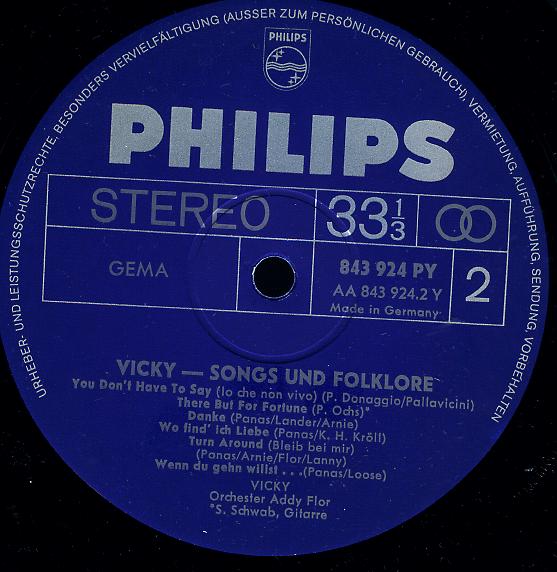 URHEBER- UND LEISTUNGSSCHUTZRECHTE, BESONDERS VERVIELFÄLTIGUNG (AUSSER ZUM PERSÖNLICHEN GEBRAUCH), VERMIETUNG, AUFFÜHRUNG, SENDUNG, VORBEHALTEN
PHILIPS
PHILIPS
STEREO 33 1/3
GEMA
843 924 PY
AA 843 924.2 Y
Made in Germany
2
VICKY — SONGS UND FOLKLORE
You Don't Have To Say (Io che non vivo) (P. Donaggio/Pallavicini)
There But For Fortune (P. Ochs)*
Danke (Panas/Lander/Arnie)
Wo find' ich Liebe (Panas/K. H. Kröll)
Turn Around (Bleib bei mir)
(Panas/Arnie/Flor/Lanny)
Wenn du gehn willst . . . (Panas/Loose)
VICKY
Orchester Addy Flor
*S. Schwab, Gitarre